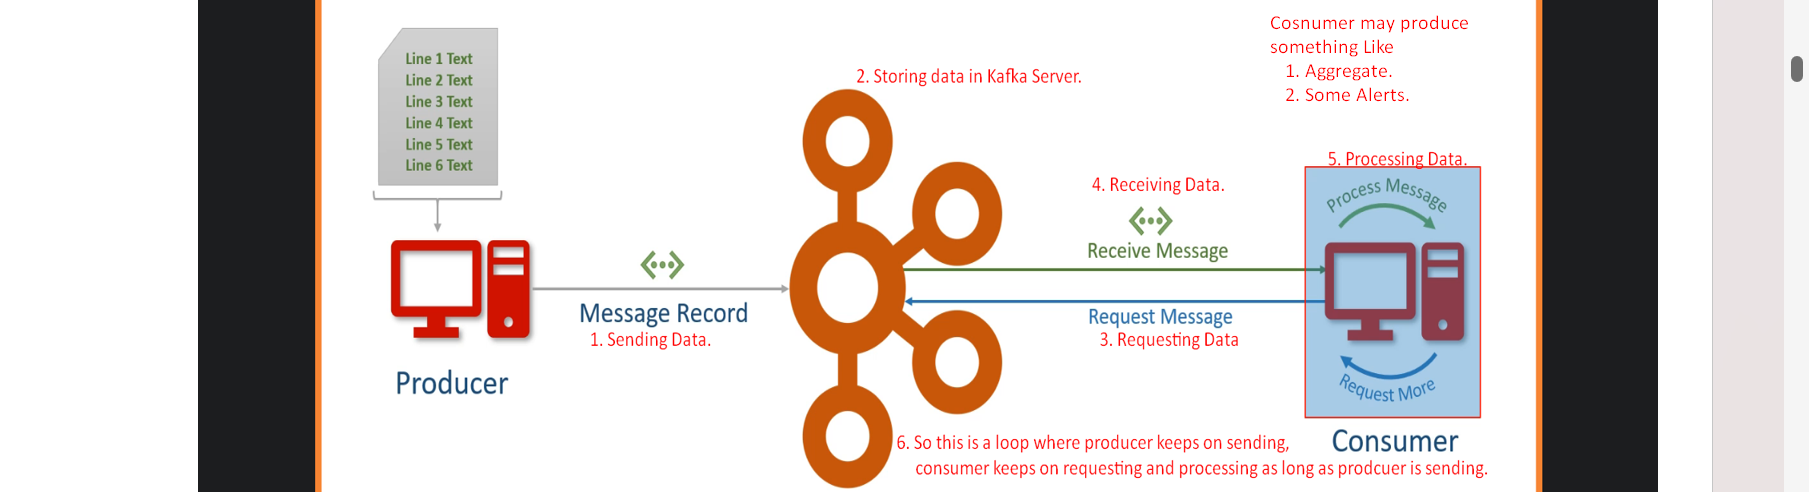 Line 1 Text
Line 2 Text
Line 3 Text
Line 4 Text
Line 5 Text
Line 6 Text
Producer
Message Record
1. Sending Data.
2. Storing data in Kafka Server.
4. Receiving Data.
Receive Message
Request Message
3. Requesting Data
Cosnumer may produce
something Like
1. Aggregate.
2. Some Alerts.
5. Processing Data.
Process Message
Request More
Consumer
6. So this is a loop where producer keeps on sending,
consumer keeps on requesting and processing as long as prodcuer is sending.